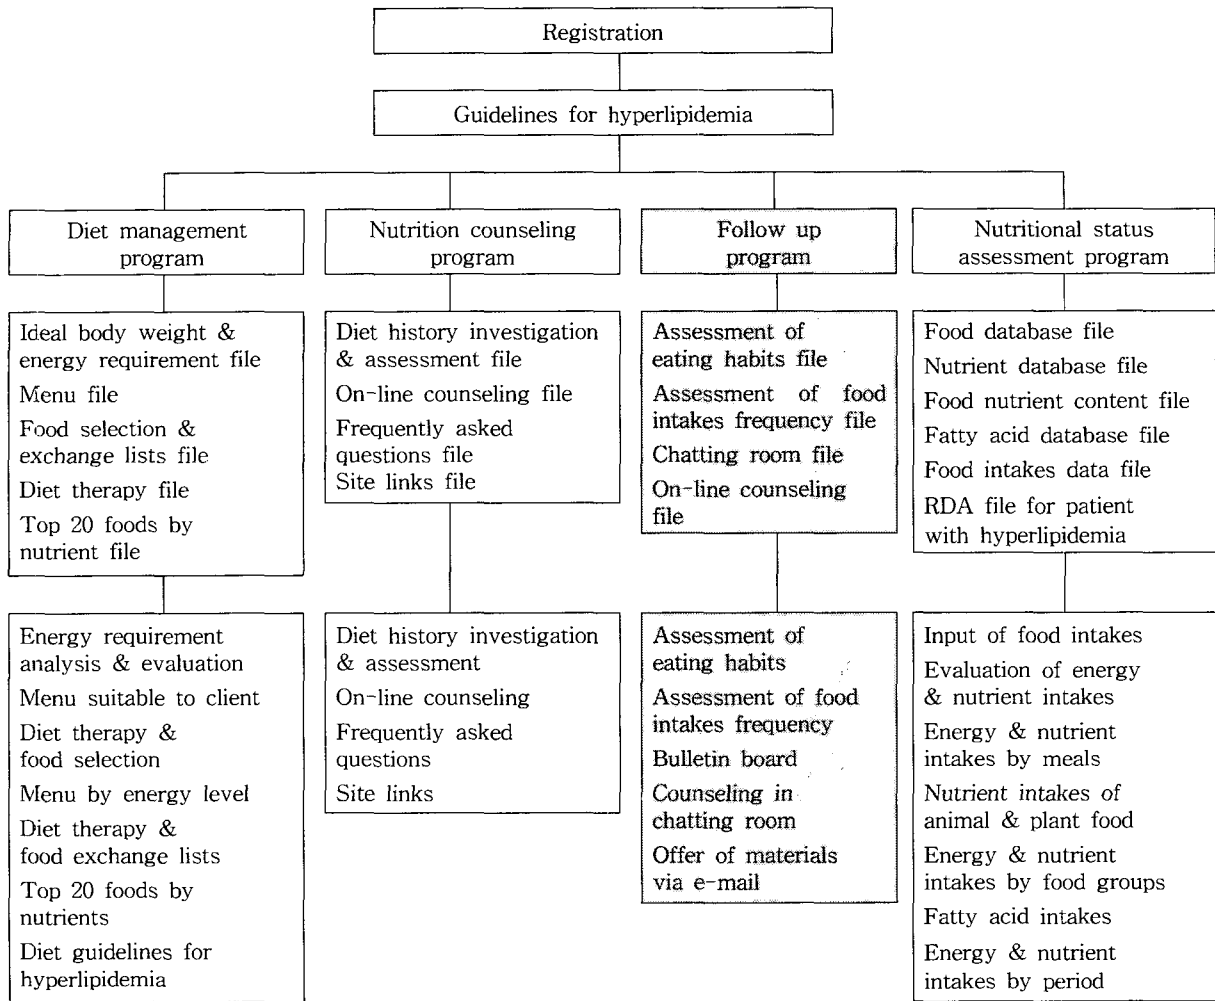 Registration
Guidelines for hyperlipidemia
Diet management
program
Nutrition counseling
program
Follow up
program
Nutritional status
assessment program
Ideal body weight &
energy requirement file
Menu file
Food selection &
exchange lists file
Diet therapy file
Top 20 foods by
nutrient file
Diet history investigation
& assessment file
On-line counseling file
Frequently asked
questions file
Site links file
Assessment of
eating habits file
Assessment of food
intakes frequency file
Chatting room file
On-line counseling
file
Food database file
Nutrient database file
Food nutrient content file
Fatty acid database file
Food intakes data file
RDA file for patient
with hyperlipidemia
Energy requirement
analysis & evaluation
Menu suitable to client
Diet therapy &
food selection
Menu by energy level
Diet therapy &
food exchange lists
Top 20 foods by
nutrients
Diet guidelines for
hyperlipidemia
Diet history investigation
& assessment
On-line counseling
Frequently asked
questions
Site links
Assessment of
eating habits
Assessment of food
intakes frequency
Bulletin board
Counseling in
chatting room
Offer of materials
via e-mail
Input of food intakes
Evaluation of energy
& nutrient intakes
Energy & nutrient
intakes by meals
Nutrient intakes of
animal & plant food
Energy & nutrient
intakes by food groups
Fatty acid intakes
Energy & nutrient
intakes by period